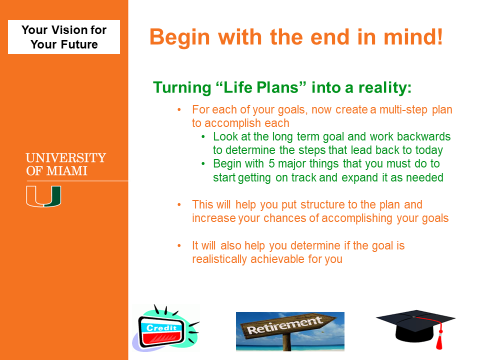 Your Vision for
Your Future
Begin with the end in mind!
Turning “Life Plans” into a reality:
• For each of your goals, now create a multi-step plan
to accomplish each
• Look at the long term goal and work backwards
to determine the steps that lead back to today
• Begin with 5 major things that you must do to
start getting on track and expand it as needed
• This will help you put structure to the plan and
increase your chances of accomplishing your goals
• It will also help you determine if the goal is
realistically achievable for you
UNIVERSITY
OF MIAMI
U
Credit
Retirement